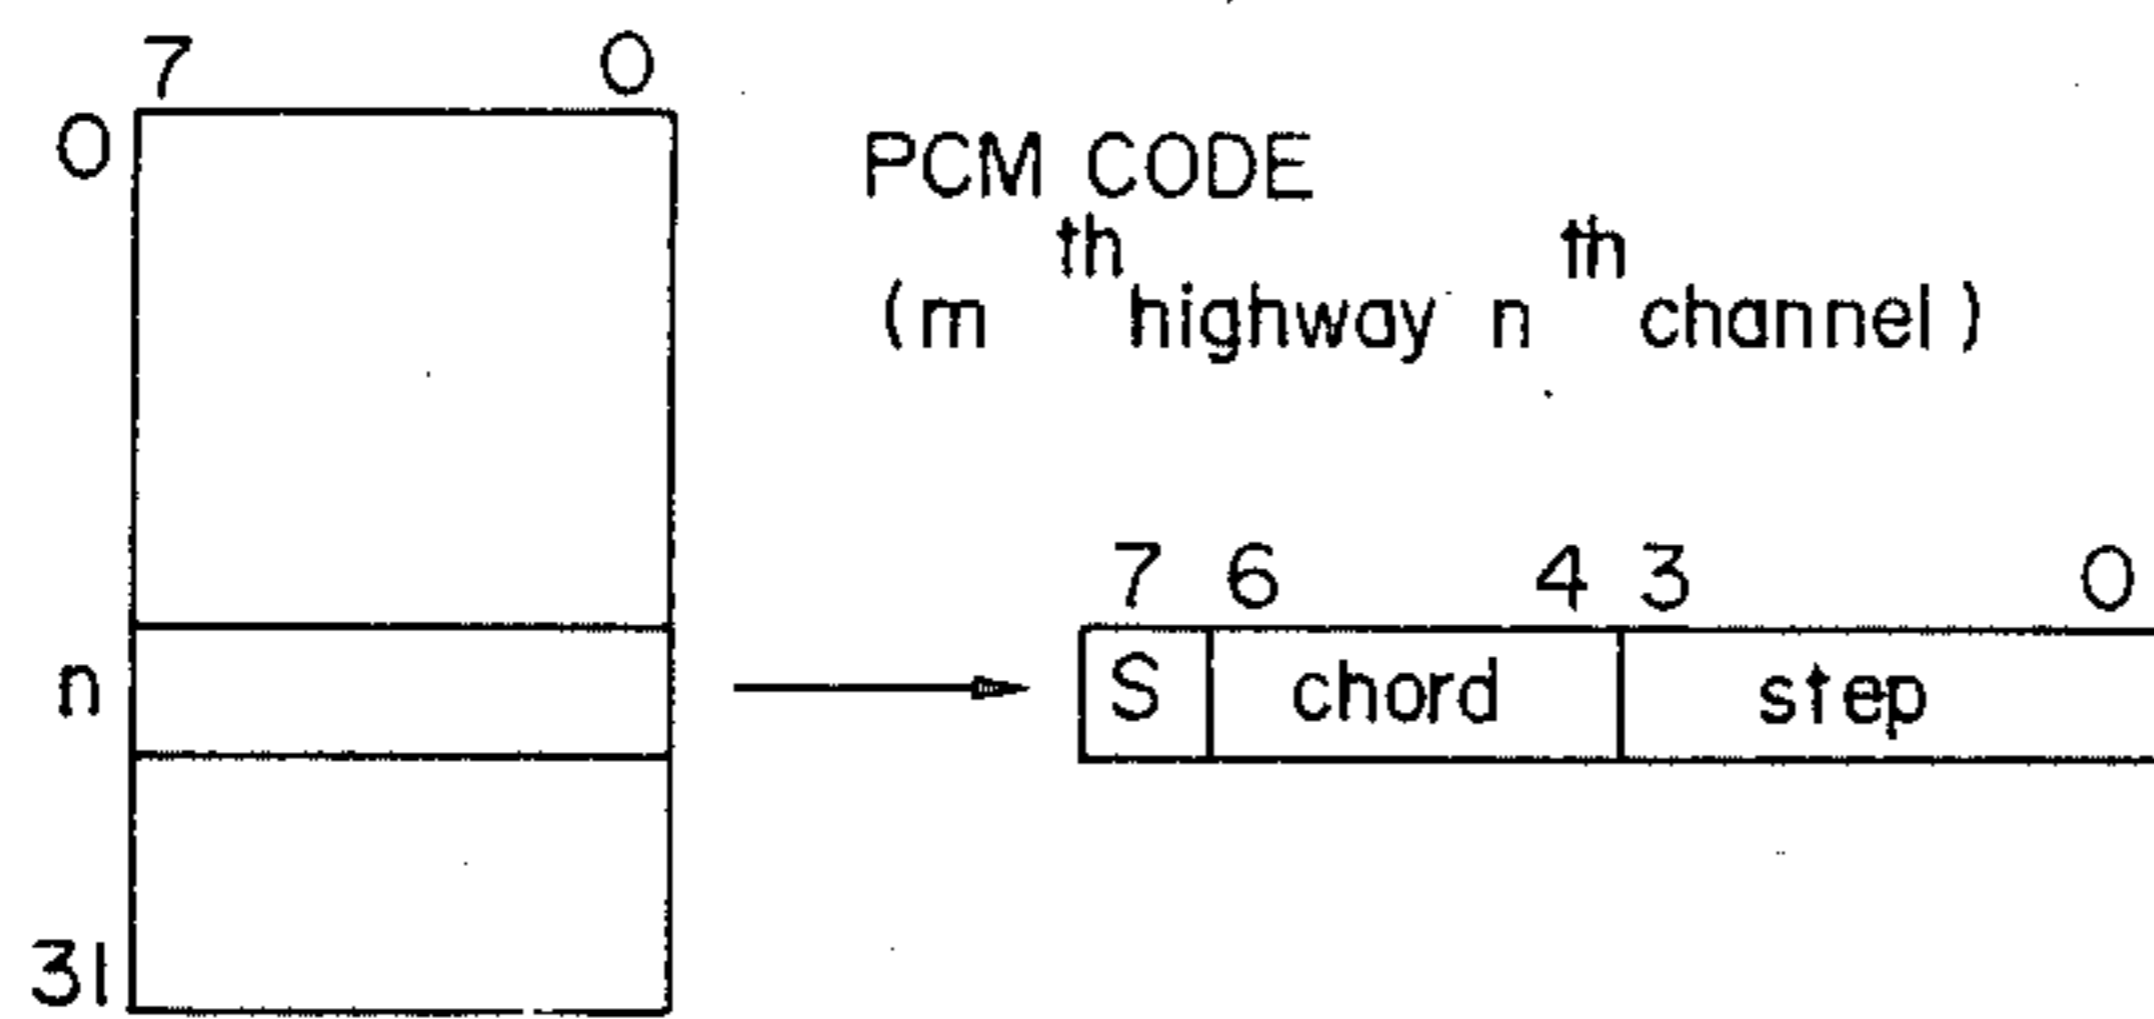 7 0
0
PCM CODE
(m th highway n th channel)
7 6 4 3 0
n
S chord step
31